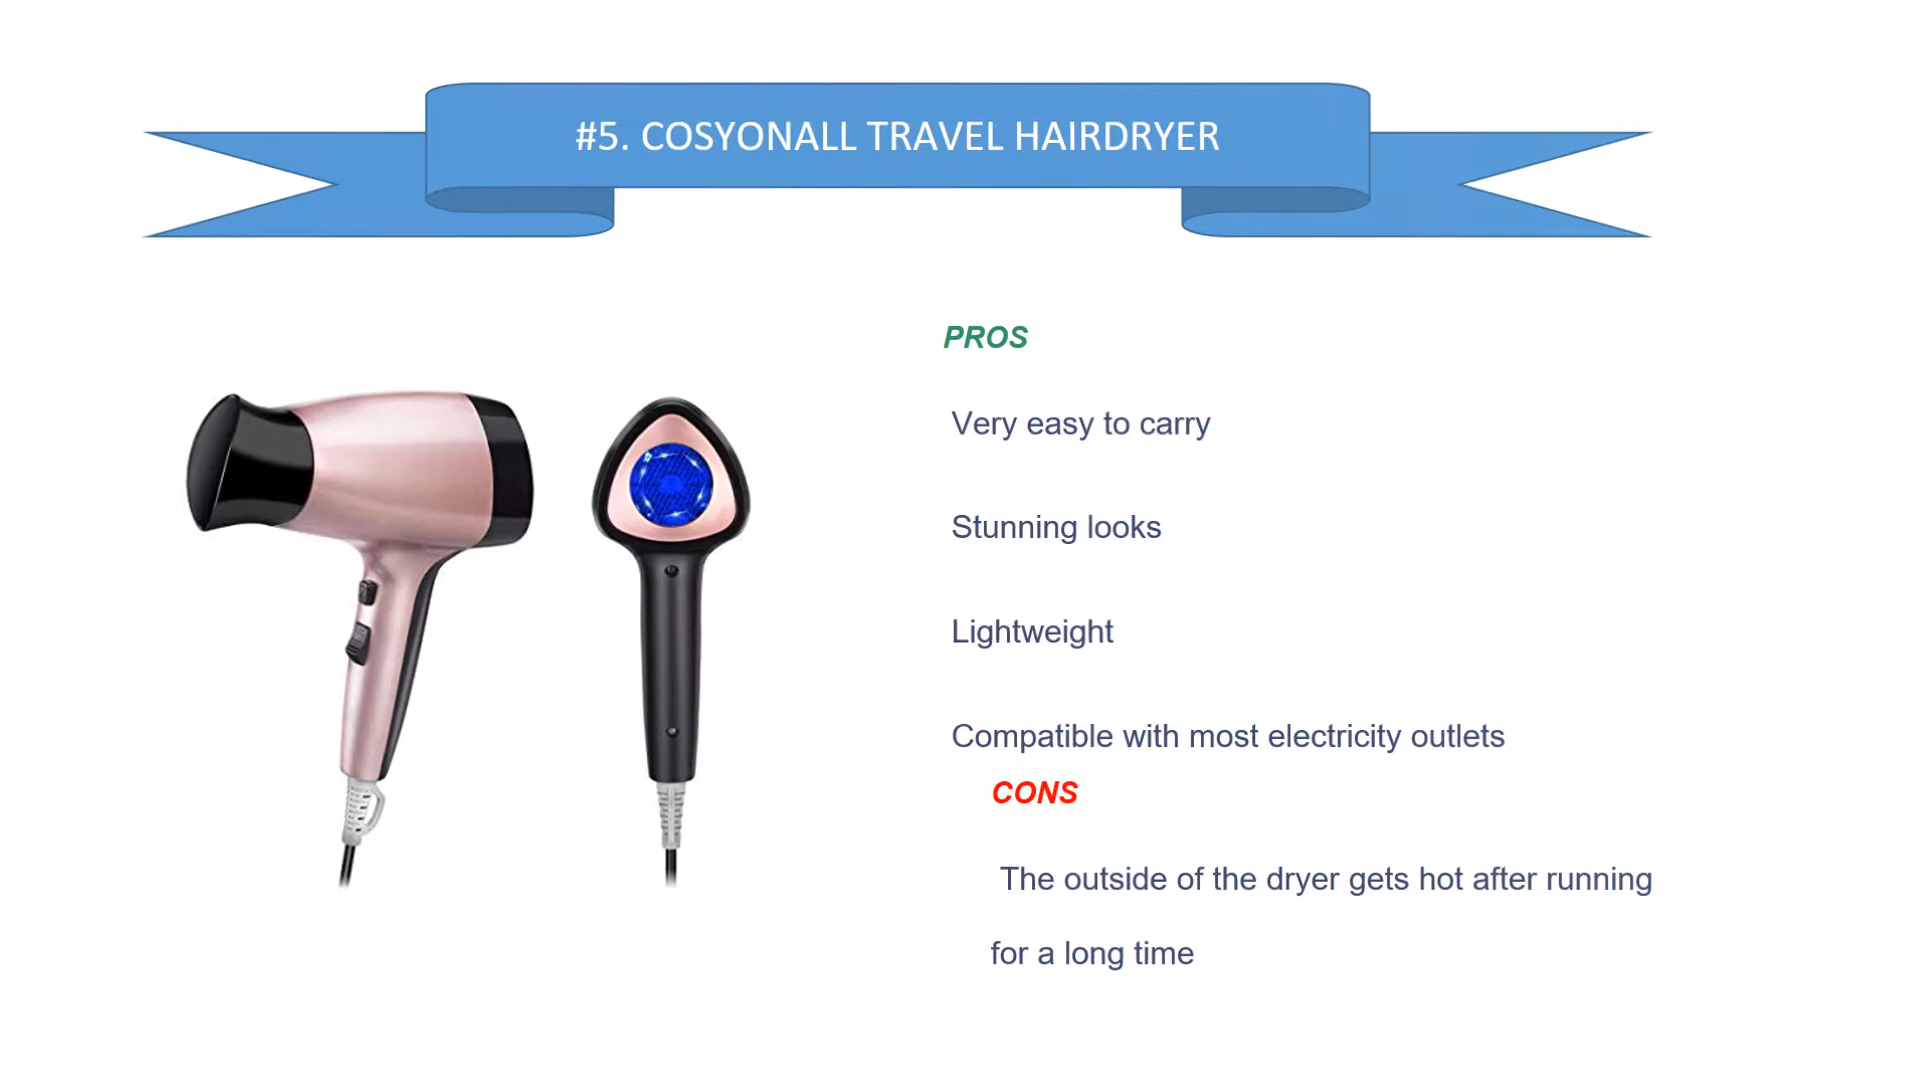 #5. COSYONALL TRAVEL HAIRDRYER
PROS
Very easy to carry
Stunning looks
Lightweight
Compatible with most electricity outlets
CONS
The outside of the dryer gets hot after running
for a long time